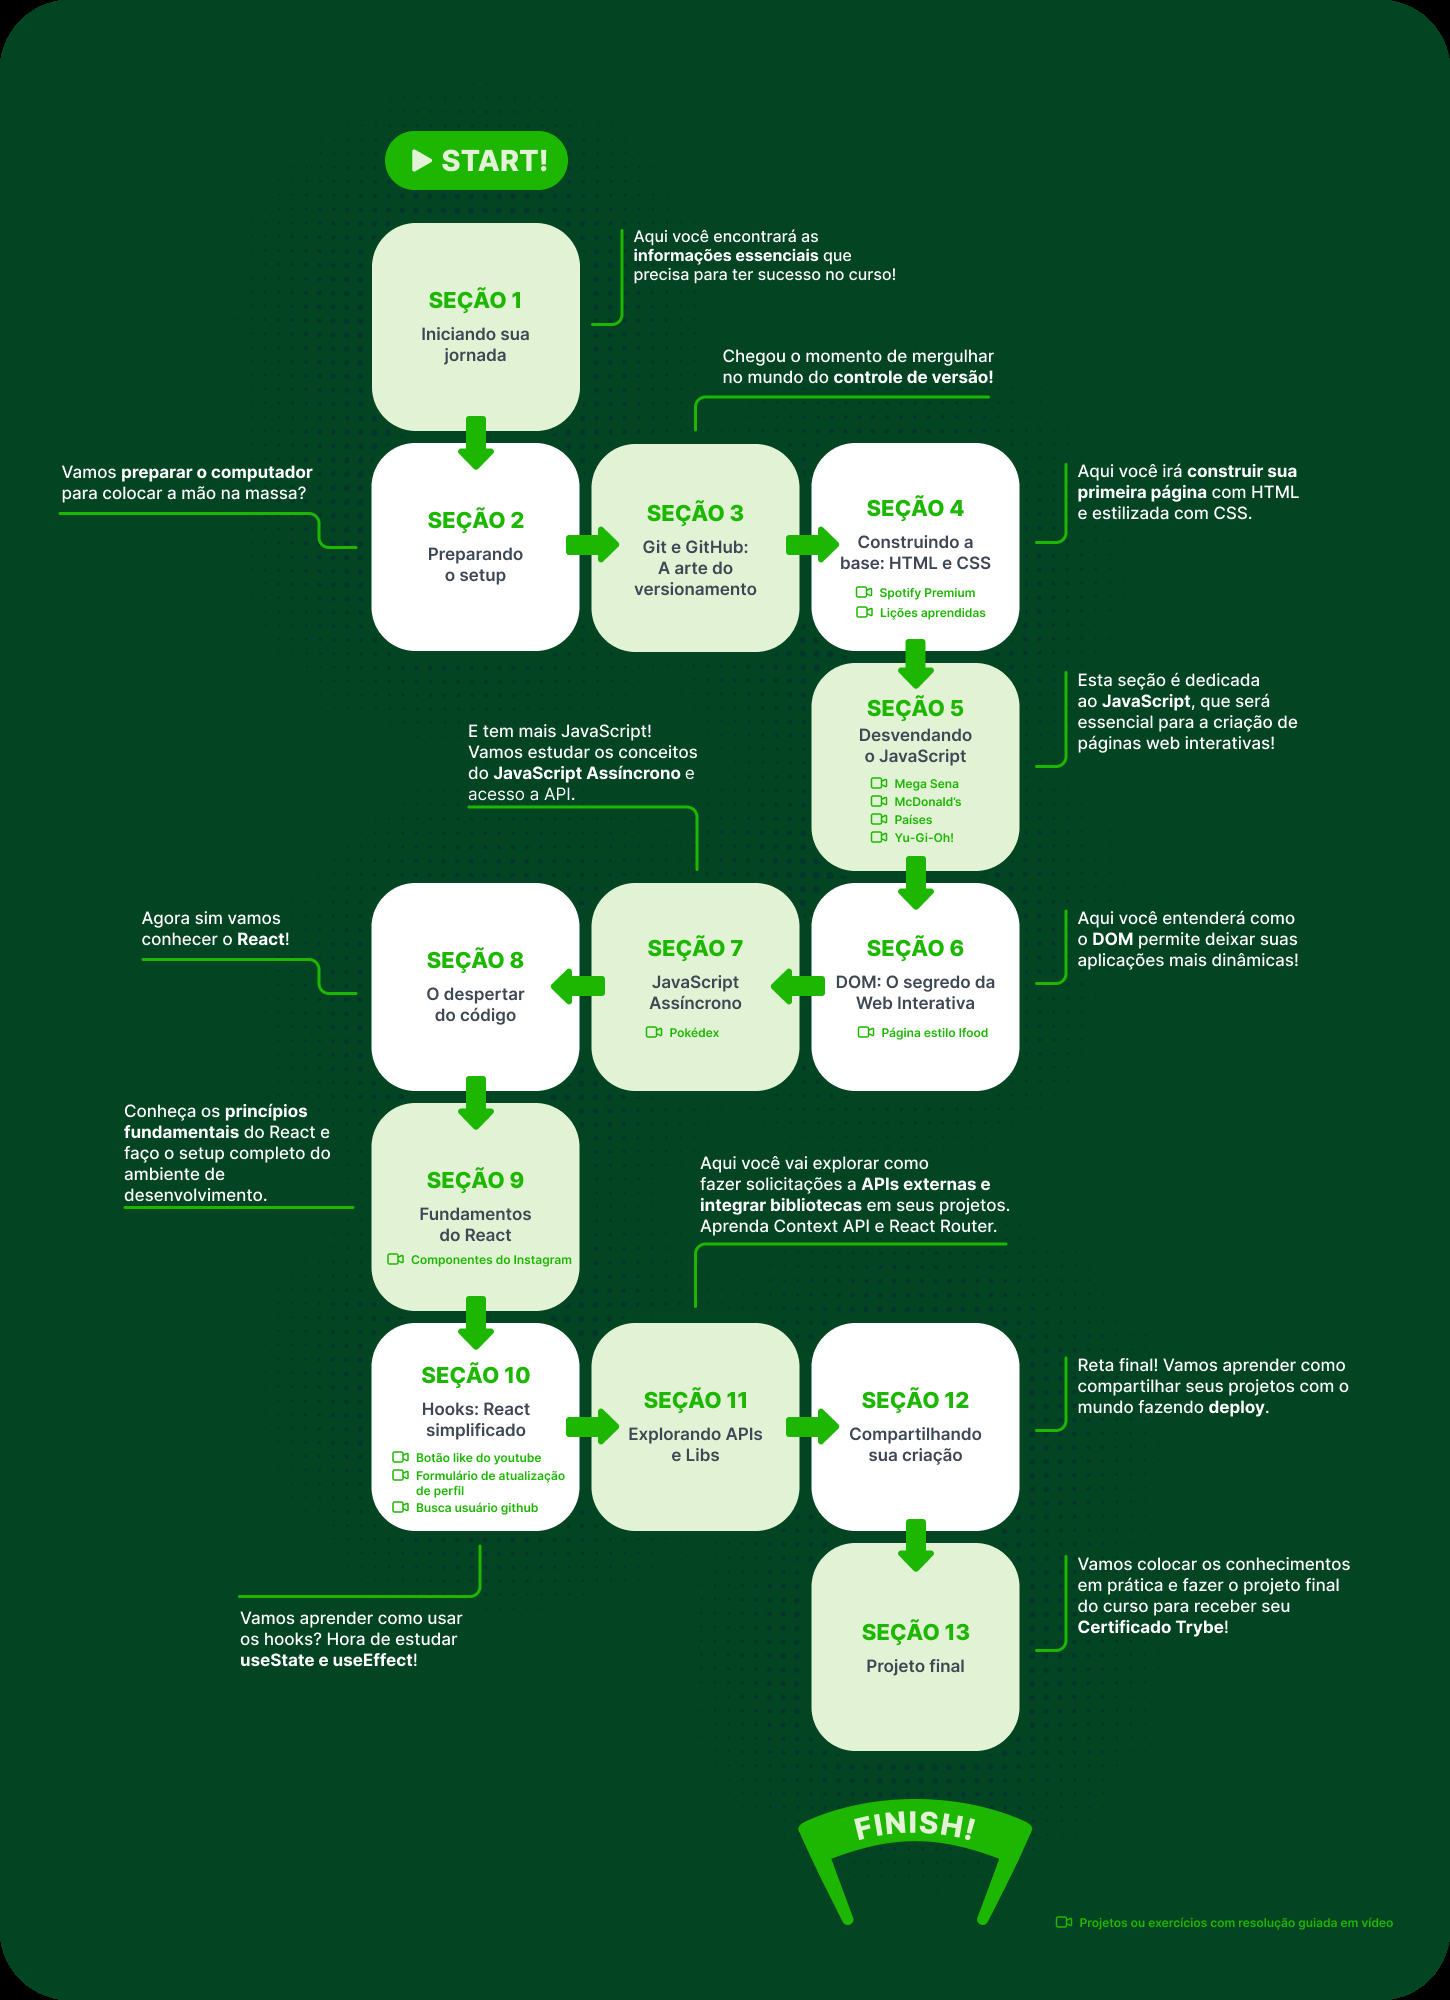 START!
SEÇÃO 1
Iniciando sua
jornada
Aqui você encontrará as
informações essenciais que
precisa para ter sucesso no curso!
Vamos preparar o computador
para colocar a mão na massa?
SEÇÃO 2
Preparando
o setup
Chegou o momento de mergulhar
no mundo do controle de versão!
SEÇÃO 3
Git e GitHub:
A arte do
versionamento
SEÇÃO 4
Construindo a
base: HTML e CSS
Spotify Premium
Lições aprendidas
Aqui você irá construir sua
primeira página com HTML
e estilizada com CSS.
SEÇÃO 5
Desvendando
o JavaScript
Mega Sena
McDonald's
Países
Yu-Gi-Oh!
Esta seção é dedicada
ao JavaScript, que será
essencial para a criação de
páginas web interativas!
SEÇÃO 6
DOM: O segredo da
Web Interativa
Página estilo Ifood
Aqui você entenderá como
o DOM permite deixar suas
aplicações mais dinâmicas!
E tem mais JavaScript!
Vamos estudar os conceitos
do JavaScript Assíncrono e
acesso a API.
SEÇÃO 7
JavaScript
Assíncrono
Pokédex
Agora sim vamos
conhecer o React!
SEÇÃO 8
O despertar
do código
Conheça os princípios
fundamentais do React e
faço o setup completo do
ambiente de
desenvolvimento.
SEÇÃO 9
Fundamentos
do React
Componentes do Instagram
SEÇÃO 10
Hooks: React
simplificado
Botão like do youtube
Formulário de atualização
de perfil
Busca usuário github
Vamos aprender como usar
os hooks? Hora de estudar
useState e useEffect!
Aqui você vai explorar como
fazer solicitações a APIs externas e
integrar bibliotecas em seus projetos.
Aprenda Context API e React Router.
SEÇÃO 11
Explorando APIs
e Libs
SEÇÃO 12
Compartilhando
sua criação
Reta final! Vamos aprender como
compartilhar seus projetos com o
mundo fazendo deploy.
SEÇÃO 13
Projeto final
Vamos colocar os conhecimentos
em prática e fazer o projeto final
do curso para receber seu
Certificado Trybe!
FINISH!
Projetos ou exercícios com resolução guiada em vídeo